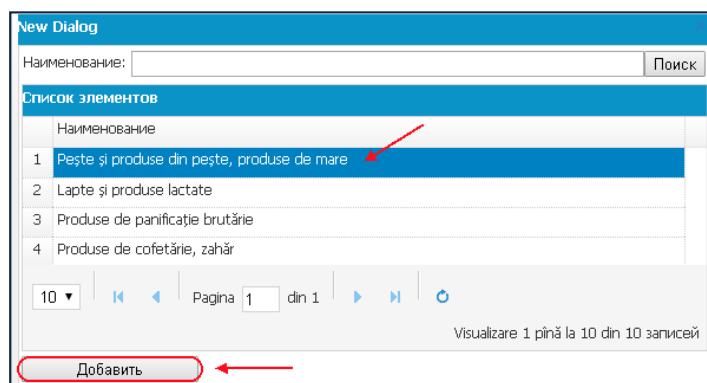 New Dialog
Наименование: Поиск
Список элементов
Наименование
1 Pește și produse din pește, produse de mare
2 Lapte și produse lactate
3 Produse de panificație brutărie
4 Produse de cofetărie, zahăr
10 Pagina 1 din 1
Visualizare 1 pînă la 10 din 10 записей
Добавить